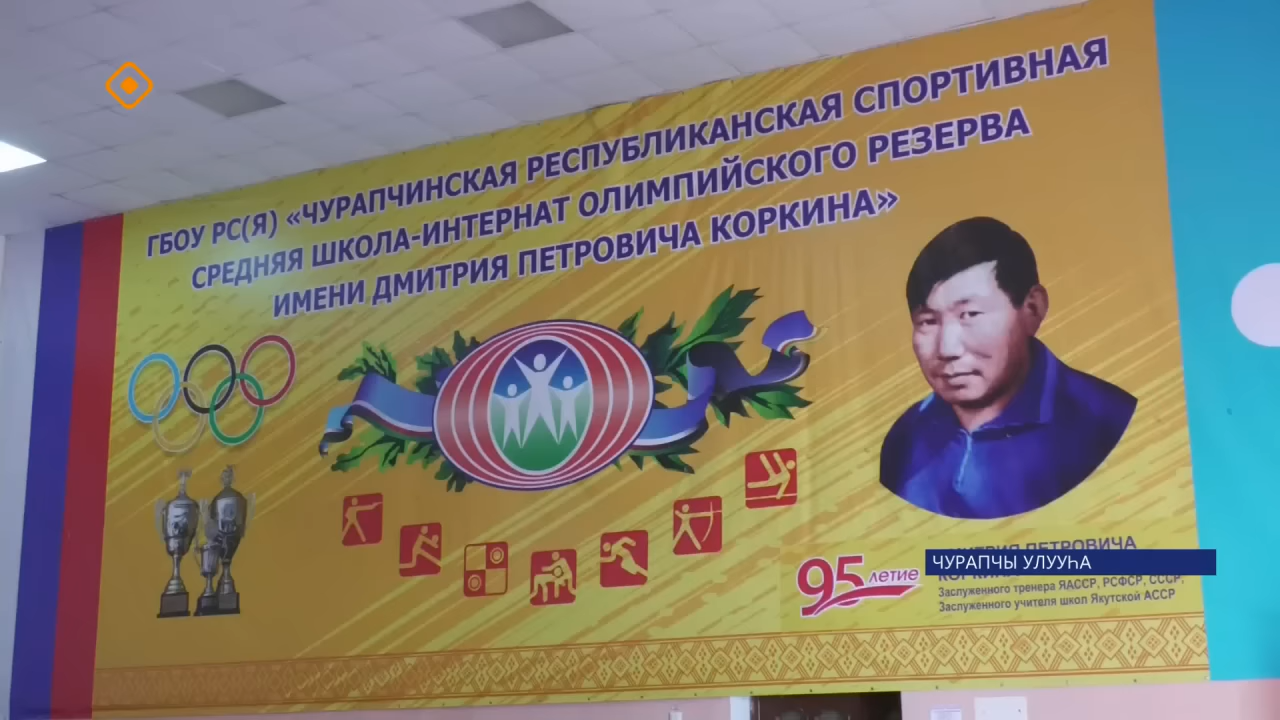 ГБОУ РС(Я) «ЧУРАПЧИНСКАЯ РЕСПУБЛИКАНСКАЯ СПОРТИВНАЯ
СРЕДНЯЯ ШКОЛА-ИНТЕРНАТ ОЛИМПИЙСКОГО РЕЗЕРВА
ИМЕНИ ДМИТРИЯ ПЕТРОВИЧА КОРКИНА»
95 летие
ПЕТРОВИЧА
ЧУРАПЧЫ УЛУУҺА
Заслуженного тренера ЯАССР, РСФСР, СССР,
Заслуженного учителя школ Якутской АССР